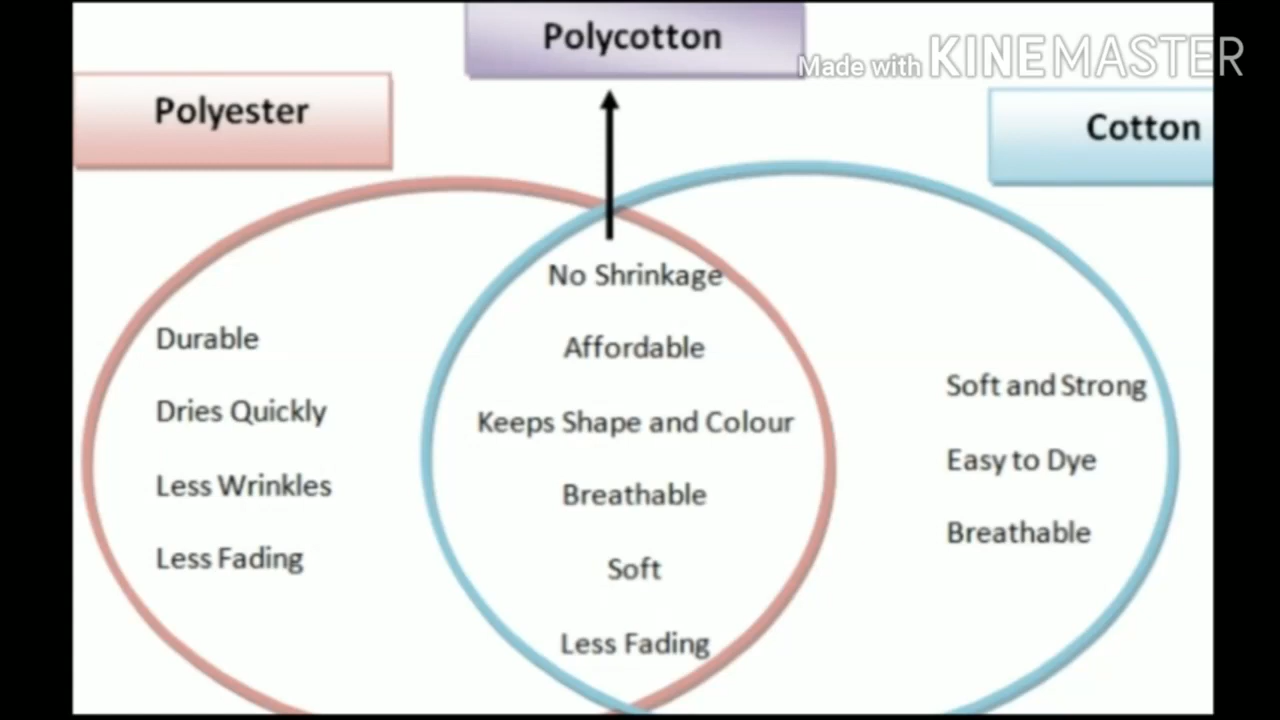 Polycotton
Made with KINEMASTER
Polyester
Cotton
No Shrinkage
Durable
Affordable
Soft and Strong
Dries Quickly
Keeps Shape and Colour
Easy to Dye
Less Wrinkles
Breathable
Breathable
Less Fading
Soft
Less Fading